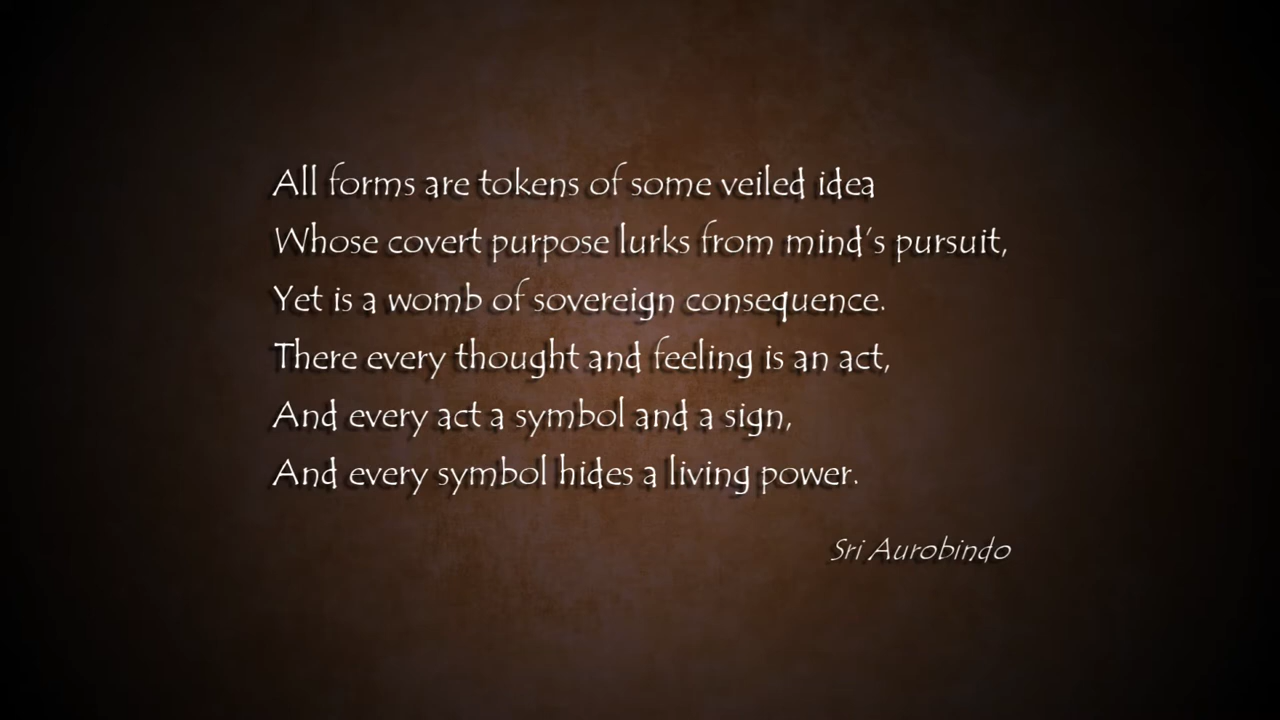 All forms are tokens of some veiled idea
Whose covert purpose lurks from mind's pursuit,
Yet is a womb of sovereign consequence.
There every thought and feeling is an act,
And every act a symbol and a sign,
And every symbol hides a living power.
Sri Aurobindo